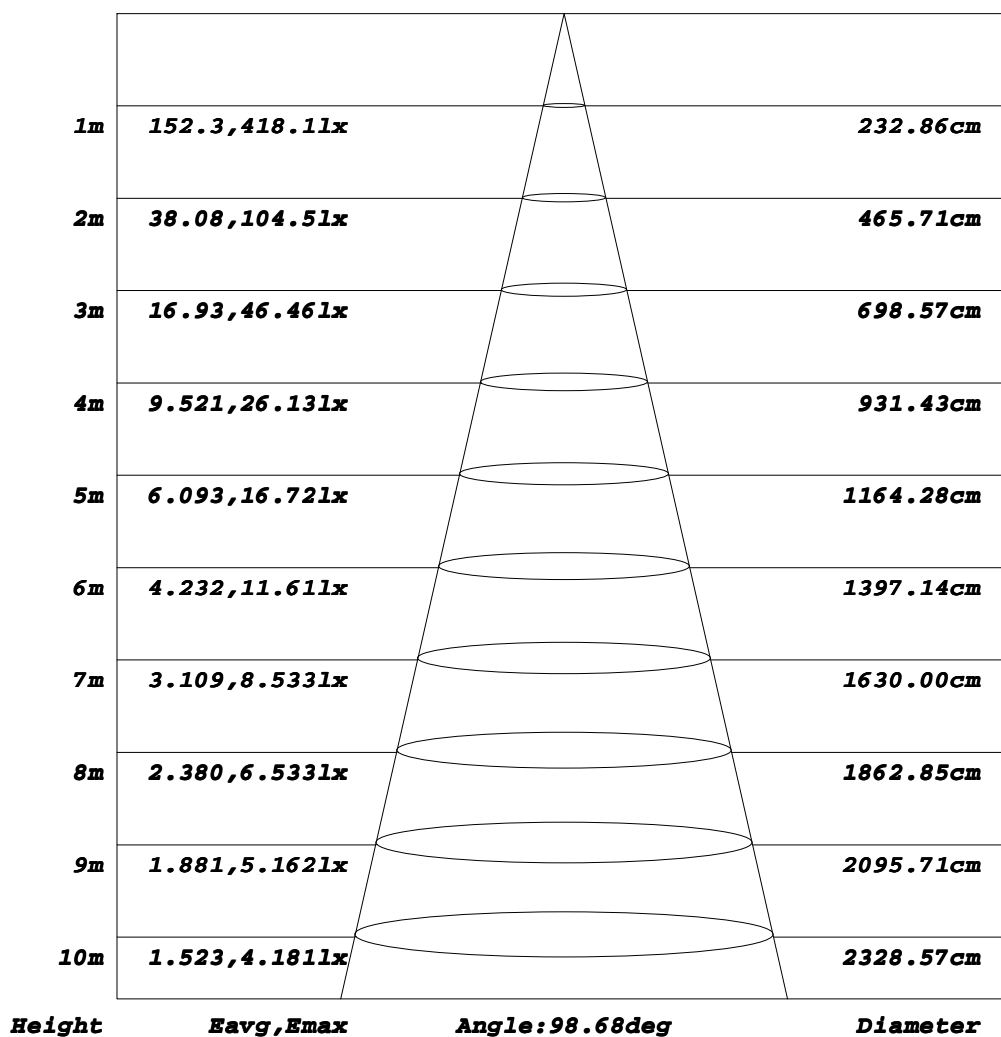 1m 152.3,418.1lx 232.86cm
2m 38.08,104.5lx 465.71cm
3m 16.93,46.46lx 698.57cm
4m 9.521,26.13lx 931.43cm
5m 6.093,16.72lx 1164.28cm
6m 4.232,11.61lx 1397.14cm
7m 3.109,8.533lx 1630.00cm
8m 2.380,6.533lx 1862.85cm
9m 1.881,5.162lx 2095.71cm
10m 1.523,4.181lx 2328.57cm
Height Eavg,Emax Angle:98.68deg Diameter